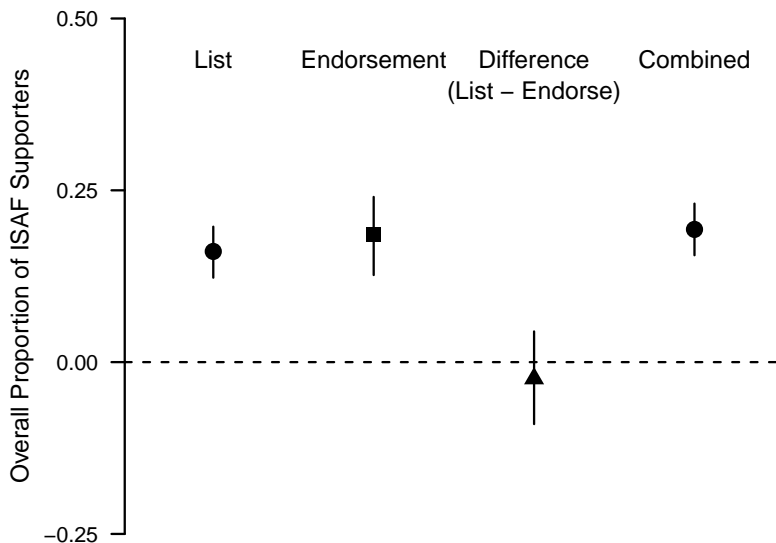 0.50
List
Endorsement
Difference
(List − Endorse)
Combined
0.25
0.00
−0.25
Overall Proportion of ISAF Supporters